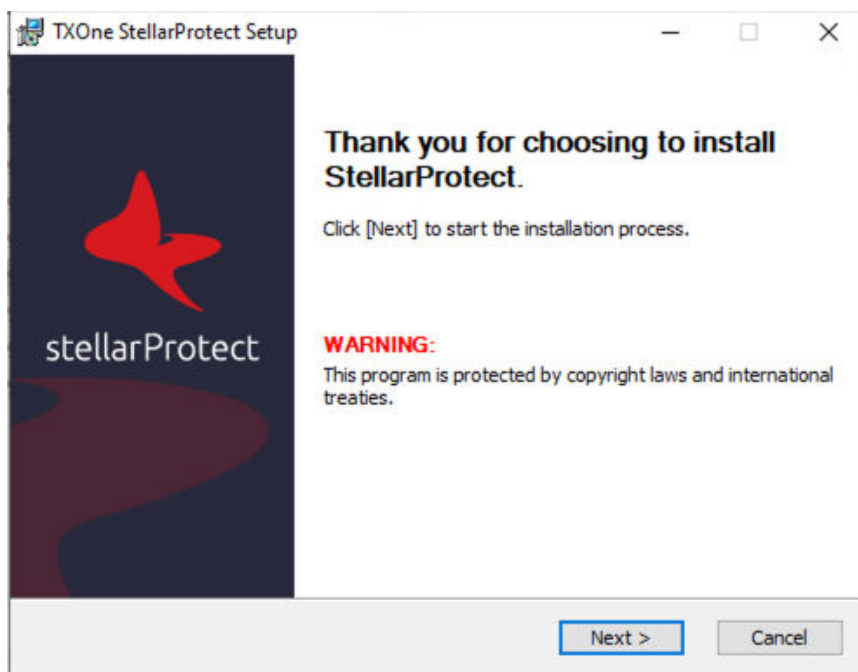 TXOne StellarProtect Setup
Thank you for choosing to install
StellarProtect.
Click [Next] to start the installation process.
stellarProtect
WARNING:
This program is protected by copyright laws and international
treaties.
Next >
Cancel